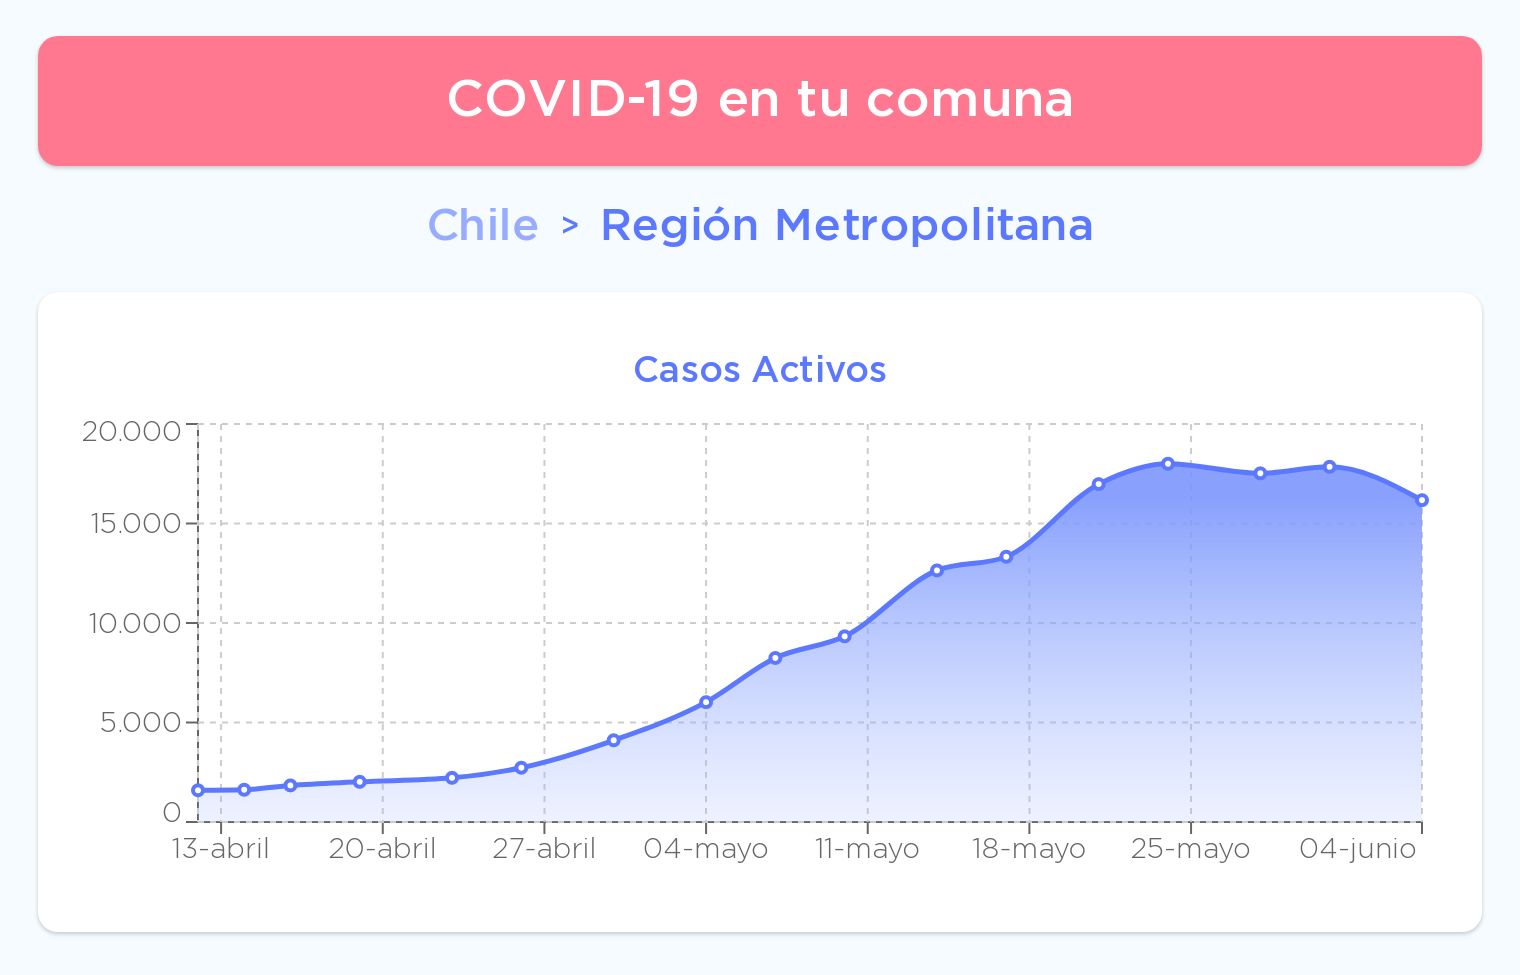 COVID-19 en tu comuna
Chile > Región Metropolitana
Casos Activos
20.000
15.000
10.000
5.000
0
13-abril 20-abril 27-abril 04-mayo 11-mayo 18-mayo 25-mayo 04-junio